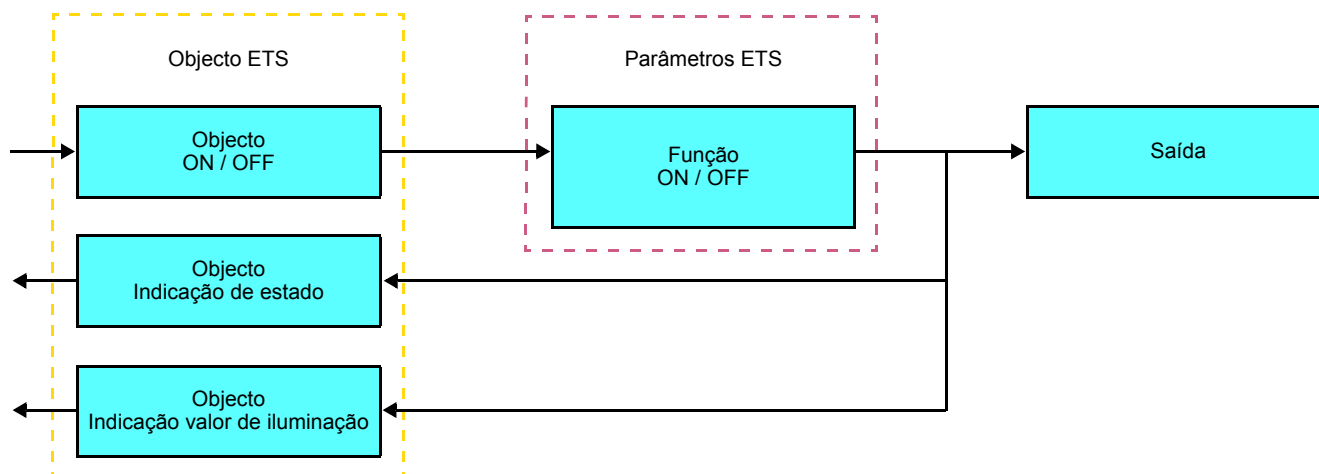 Objecto ETS
Parâmetros ETS
Objecto
ON / OFF
Função
ON / OFF
Saída
Objecto
Indicação de estado
Objecto
Indicação valor de iluminação